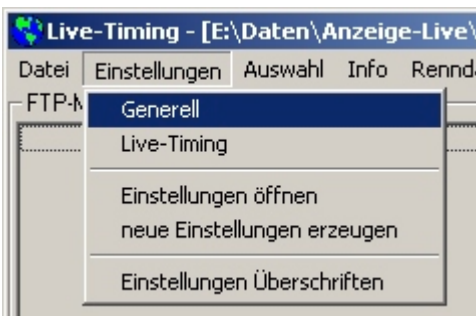 Live-Timing - [E:\Daten\Anzeige-Live\
Datei Einstellungen Auswahl Info
Generell
Live-Timing
Einstellungen öffnen
neue Einstellungen erzeugen
Einstellungen Überschriften